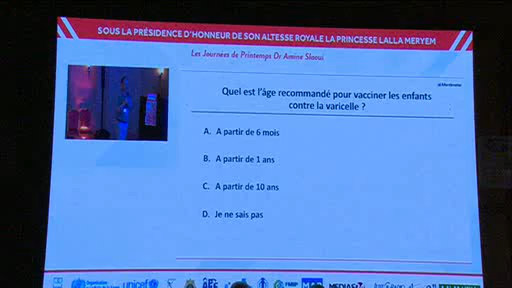 SOUS LA PRÉSIDENCE D'HONNEUR DE SON ALTESSE ROYALE LA PRINCESSE LALLA MERYEM
Les Journées de Printemps Dr Amine Slaoui
Mentimeter
Quel est l'âge recommandé pour vacciner les enfants
contre la varicelle ?
A. A partir de 6 mois
B. A partir de 1 ans
C. A partir de 10 ans
D. Je ne sais pas
unicef